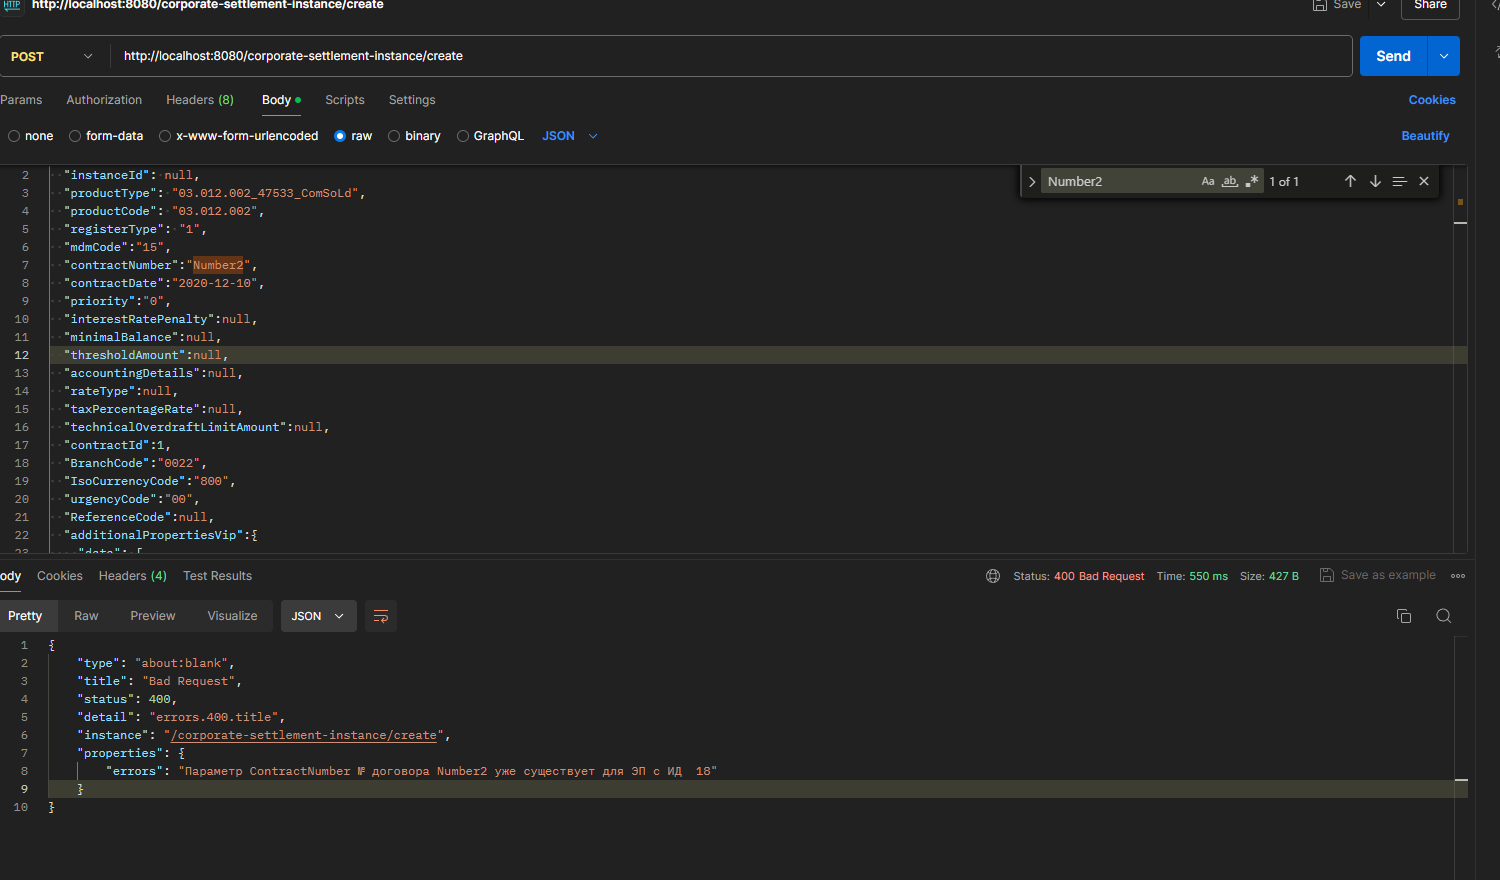 HTTP http://localhost:8080/corporate-settlement-instance/create Save Share
POST http://localhost:8080/corporate-settlement-instance/create Send
Params Authorization Headers (8) Body Scripts Settings Cookies
none form-data x-www-form-urlencoded raw binary GraphQL JSON Beautify
Number2 Aa ab .* 1 of 1
2 "instanceId": null,
3 "productType": "03.012.002_47533_ComSoLd",
4 "productCode": "03.012.002",
5 "registerType": "1",
6 "mdmCode":"15",
7 "contractNumber":"Number2",
8 "contractDate":"2020-12-10",
9 "priority":"0",
10 "interestRatePenalty":null,
11 "minimalBalance":null,
12 "thresholdAmount":null,
13 "accountingDetails":null,
14 "rateType":null,
15 "taxPercentageRate":null,
16 "technicalOverdraftLimitAmount":null,
17 "contractId":1,
18 "BranchCode":"0022",
19 "IsoCurrencyCode":"800",
20 "urgencyCode":"00",
21 "ReferenceCode":null,
22 "additionalPropertiesVip":{
23 "data": [
ody Cookies Headers (4) Test Results Status: 400 Bad Request Time: 550 ms Size: 427 B Save as example
Pretty Raw Preview Visualize JSON
1 {
2 "type": "about:blank",
3 "title": "Bad Request",
4 "status": 400,
5 "detail": "errors.400.title",
6 "instance": "/corporate-settlement-instance/create",
7 "properties": {
8 "errors": "Параметр ContractNumber № договора Number2 уже существует для ЭП с ИД  18"
9 }
10 }